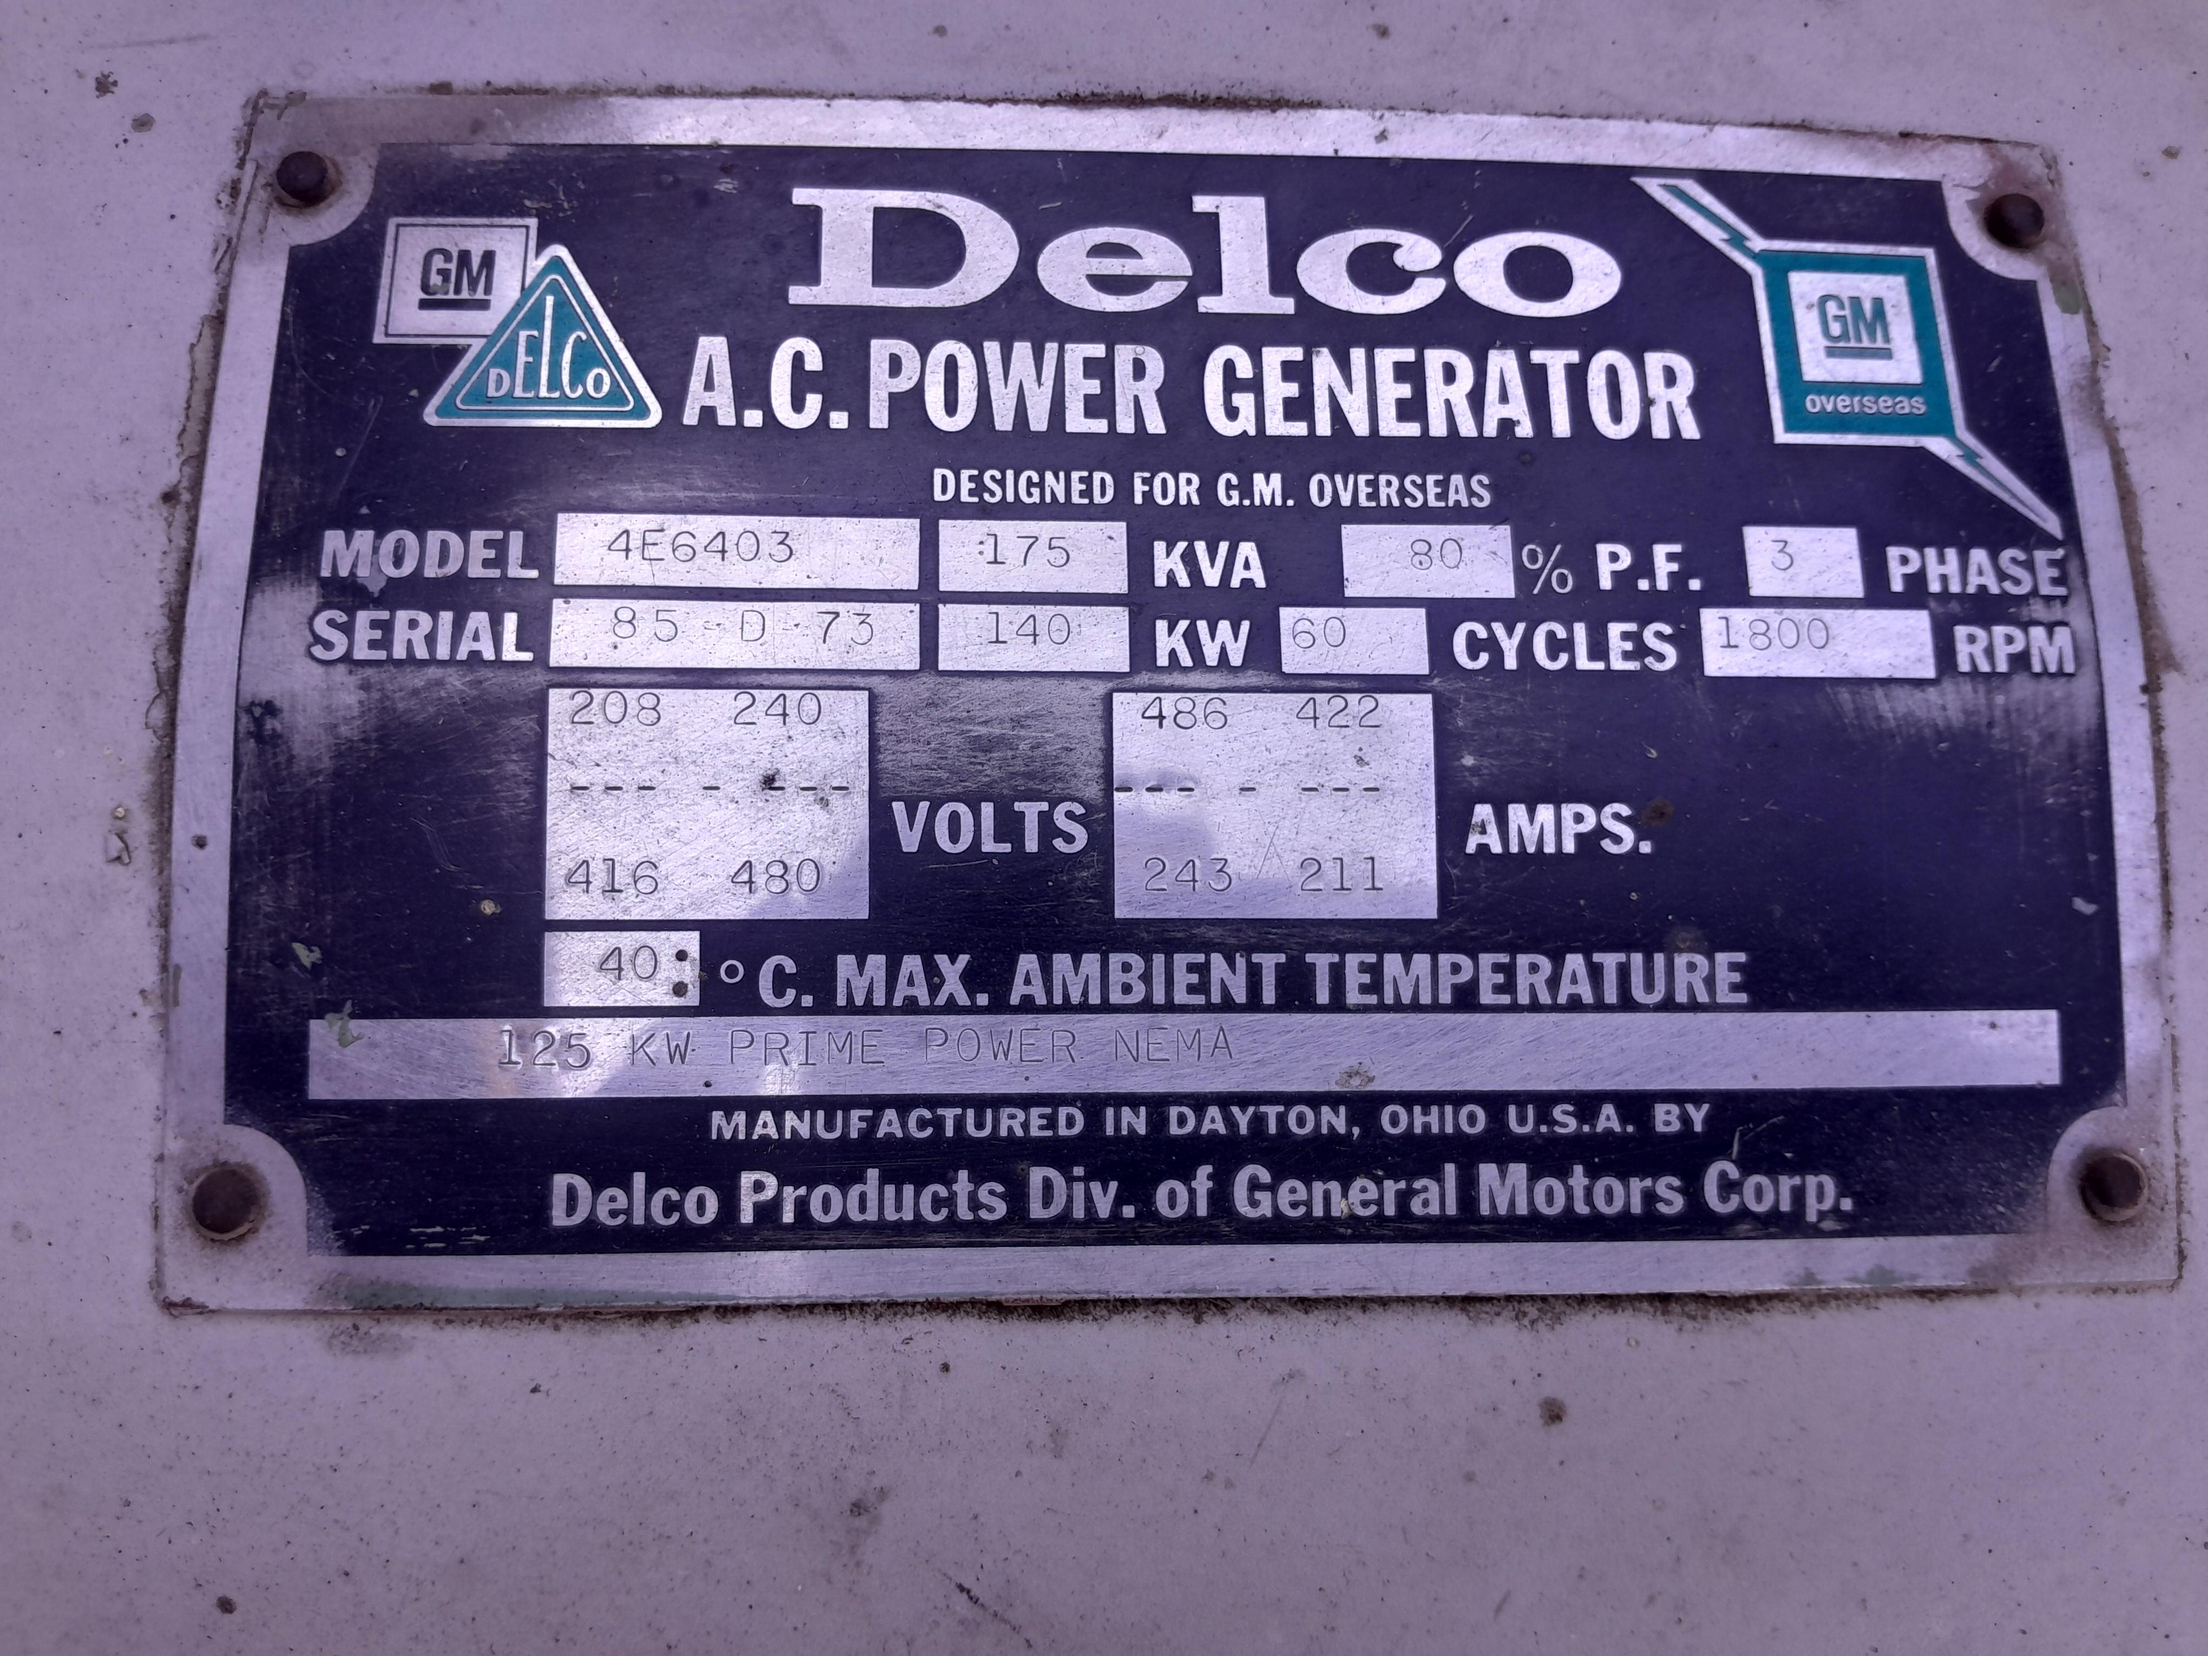 Delco
GM
DELCO
GM
overseas
A.C. POWER GENERATOR
DESIGNED FOR G.M. OVERSEAS
MODEL 4E6403 175 KVA 80 % P.F. 3 PHASE
SERIAL 85-D-73 140 KW 60 CYCLES 1800 RPM
208 240 486 422
--- - --- VOLTS --- - --- AMPS.
416 480 243 211
40 °C. MAX. AMBIENT TEMPERATURE
125 KW PRIME POWER NEMA
MANUFACTURED IN DAYTON, OHIO U.S.A. BY
Delco Products Div. of General Motors Corp.